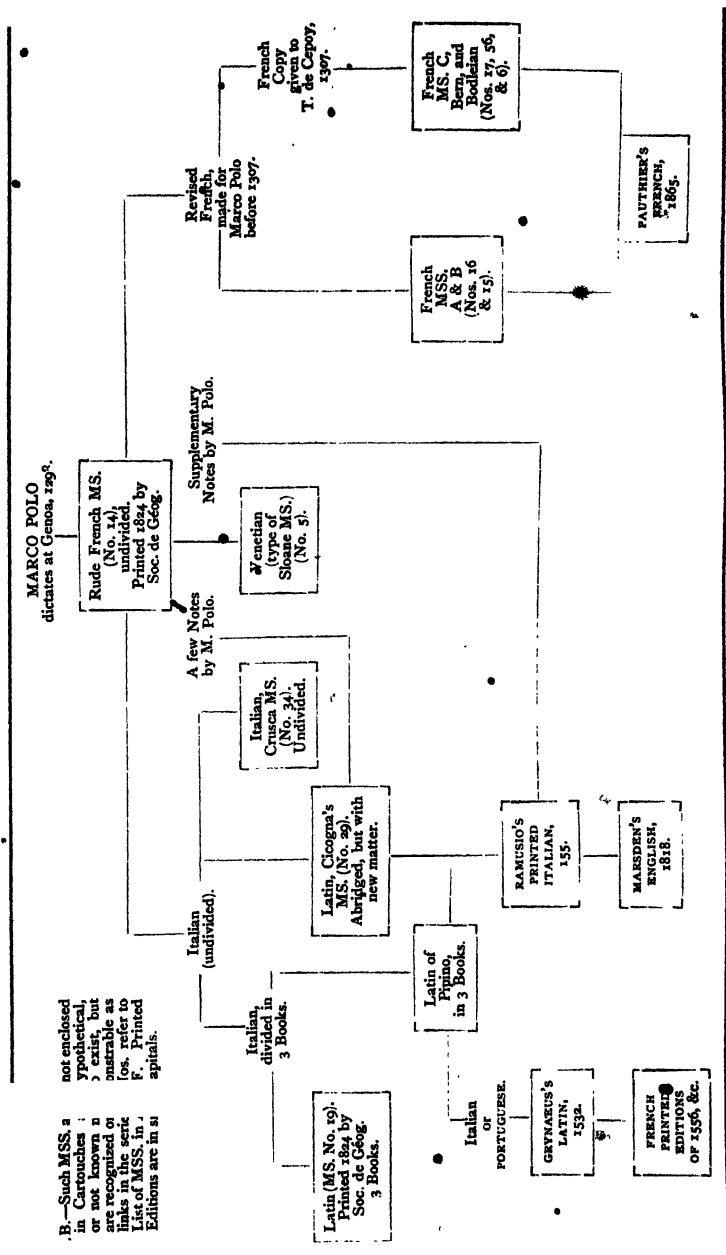 MARCO POLO
dictates at Genoa, 129
Rude French MS.
(No. 14),
undivided.
Printed 1824 by
Soc. de Géog.
Revised
French,
made for
Marco Polo
before 1307.
French
Copy
given to
T. de Cepoy,
1307.
French
MS. C,
Bern, and
Bodleian
(Nos. 17, 56,
& 6).
French
MSS.
A & B
(Nos. 16
& 15).
PAUTHIER'S
FRENCH,
1865.
Supplementary
Notes by M. Polo.
Venetian
(type of
Sloane MS.)
(No. 5).
A few Notes
by M. Polo.
Italian,
Crusca MS.
(No. 34).
Undivided.
Italian
(undivided).
Latin, Cicogna's
MS. (No. 29).
Abridged, but with
new matter.
RAMUSIO'S
PRINTED
ITALIAN,
155
MARSDEN'S
ENGLISH,
1818.
Italian,
divided in
3 Books.
Latin of
Pipino,
in 3 Books.
Latin (MS. No. 19).
Printed 1824 by
Soc. de Géog.
3 Books.
Italian
or
PORTUGUESE.
GRYNAEUS'S
LATIN,
1532.
FRENCH
PRINTED
EDITIONS
OF 1556, &c.
.B.—Such MSS. a
in Cartouches
or not known n
are recognized or
links in the serie
List of MSS. in
Editions are in s
not enclosed
ypothetical,
exist, but
onstrable as
os. refer to
F. Printed
apitals.